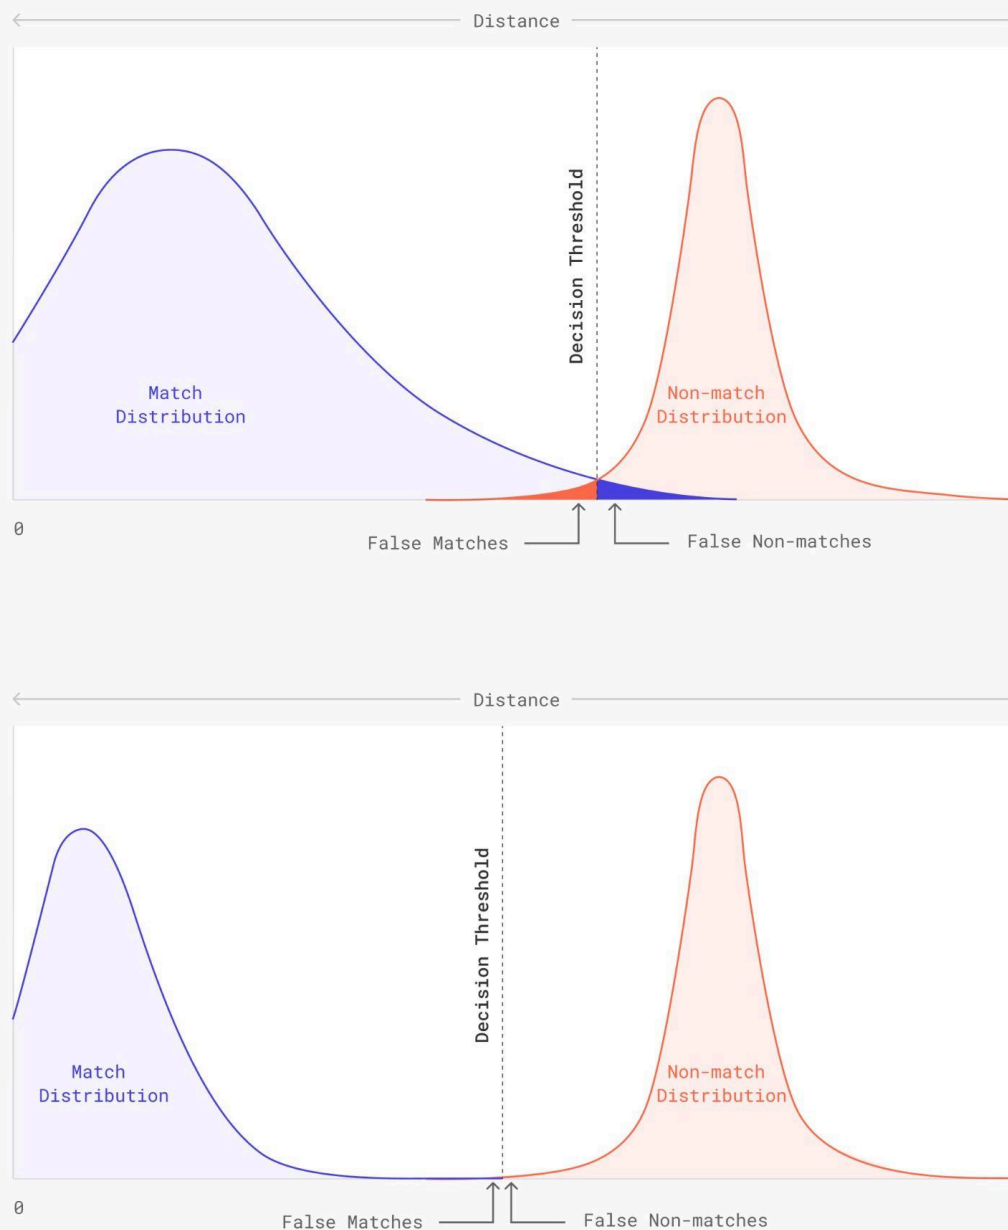 Distance
Decision Threshold
Match
Distribution
Non-match
Distribution
0
False Matches
False Non-matches
Distance
Decision Threshold
Match
Distribution
Non-match
Distribution
0
False Matches
False Non-matches